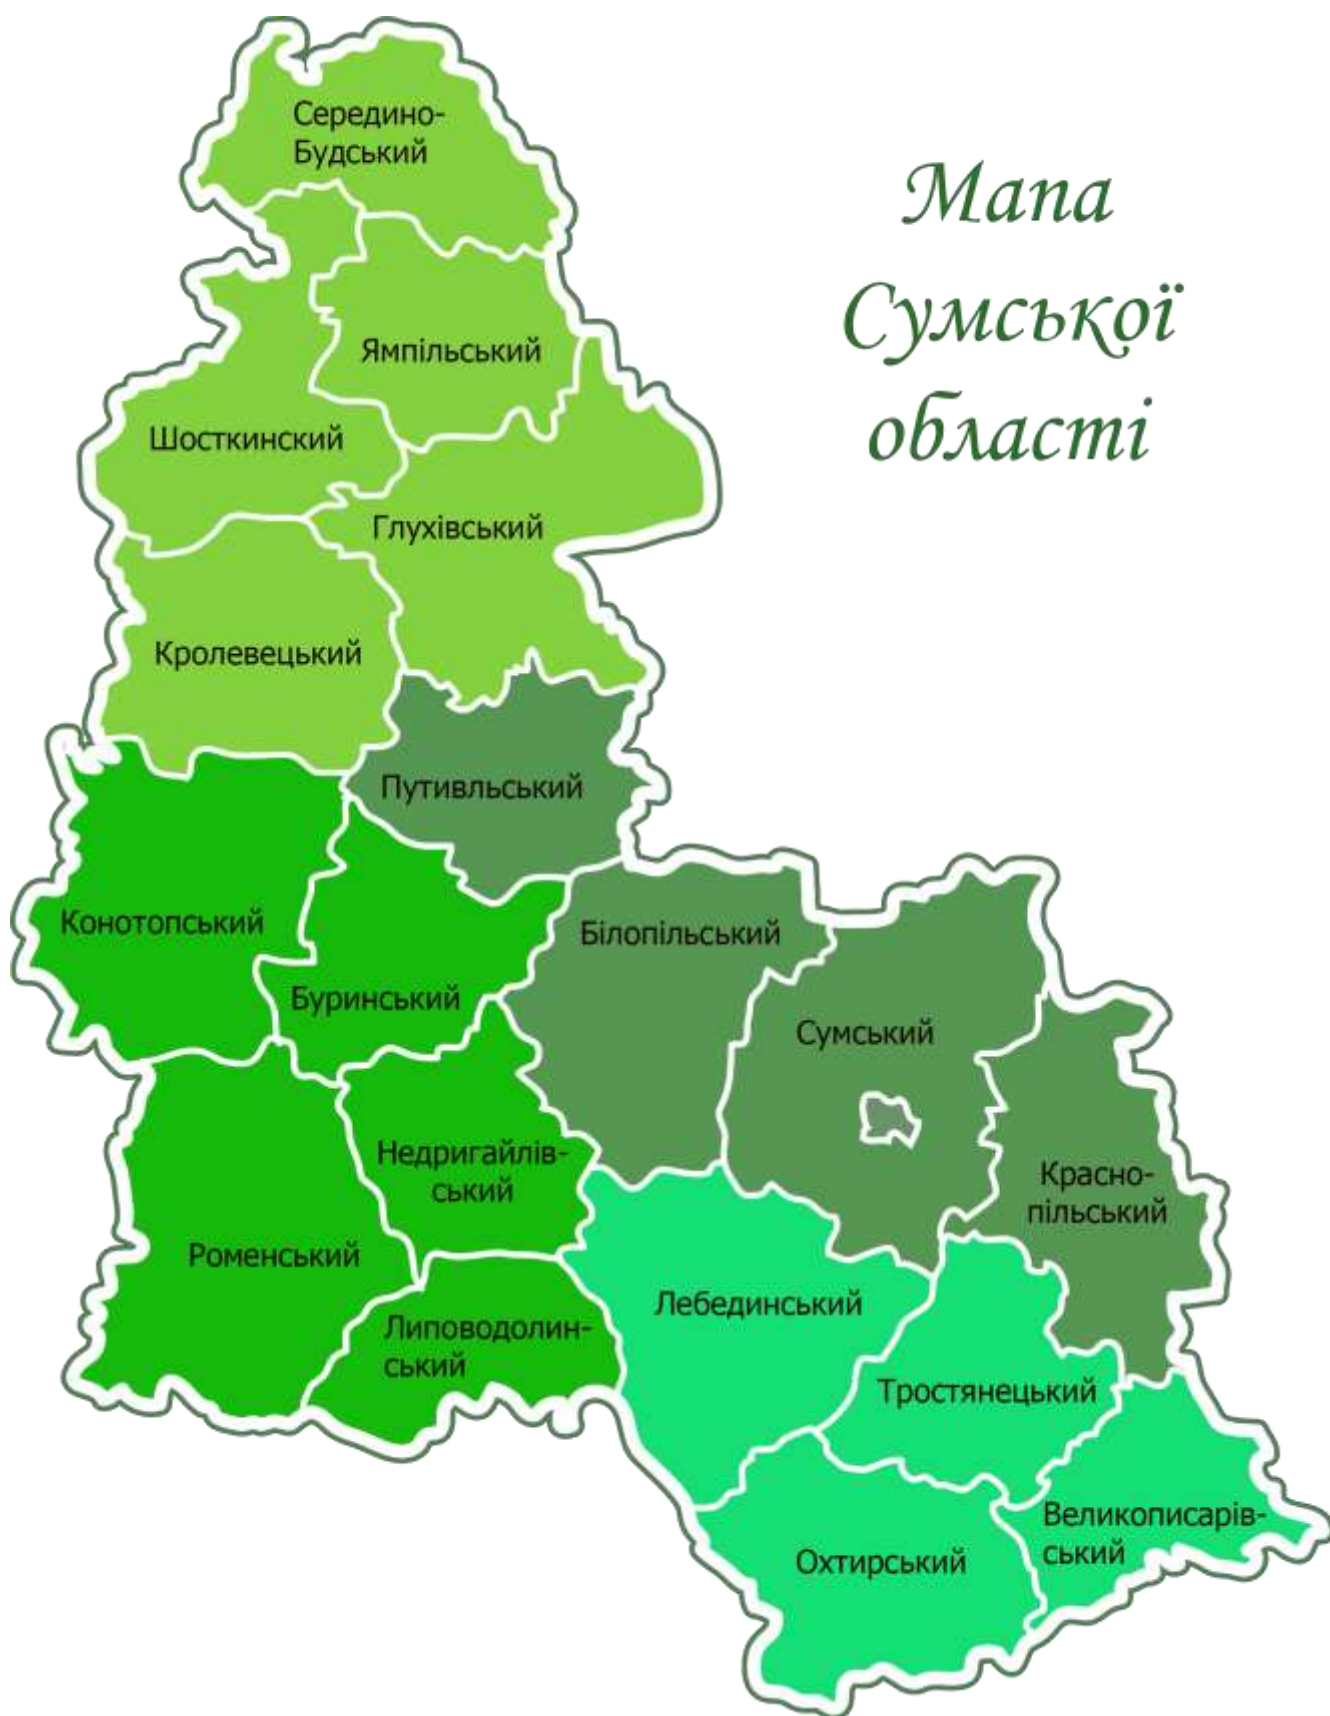 Мапа
Сумської
області
Середино-
Будський
Ямпільський
Шосткинский
Глухівський
Кролевецький
Путивльський
Конотопський
Білопільський
Буринський
Сумський
Недригайлів-
ський
Красно-
пільський
Роменський
Лебединський
Липоводолин-
ський
Тростянецький
Великописарів-
ський
Охтирський